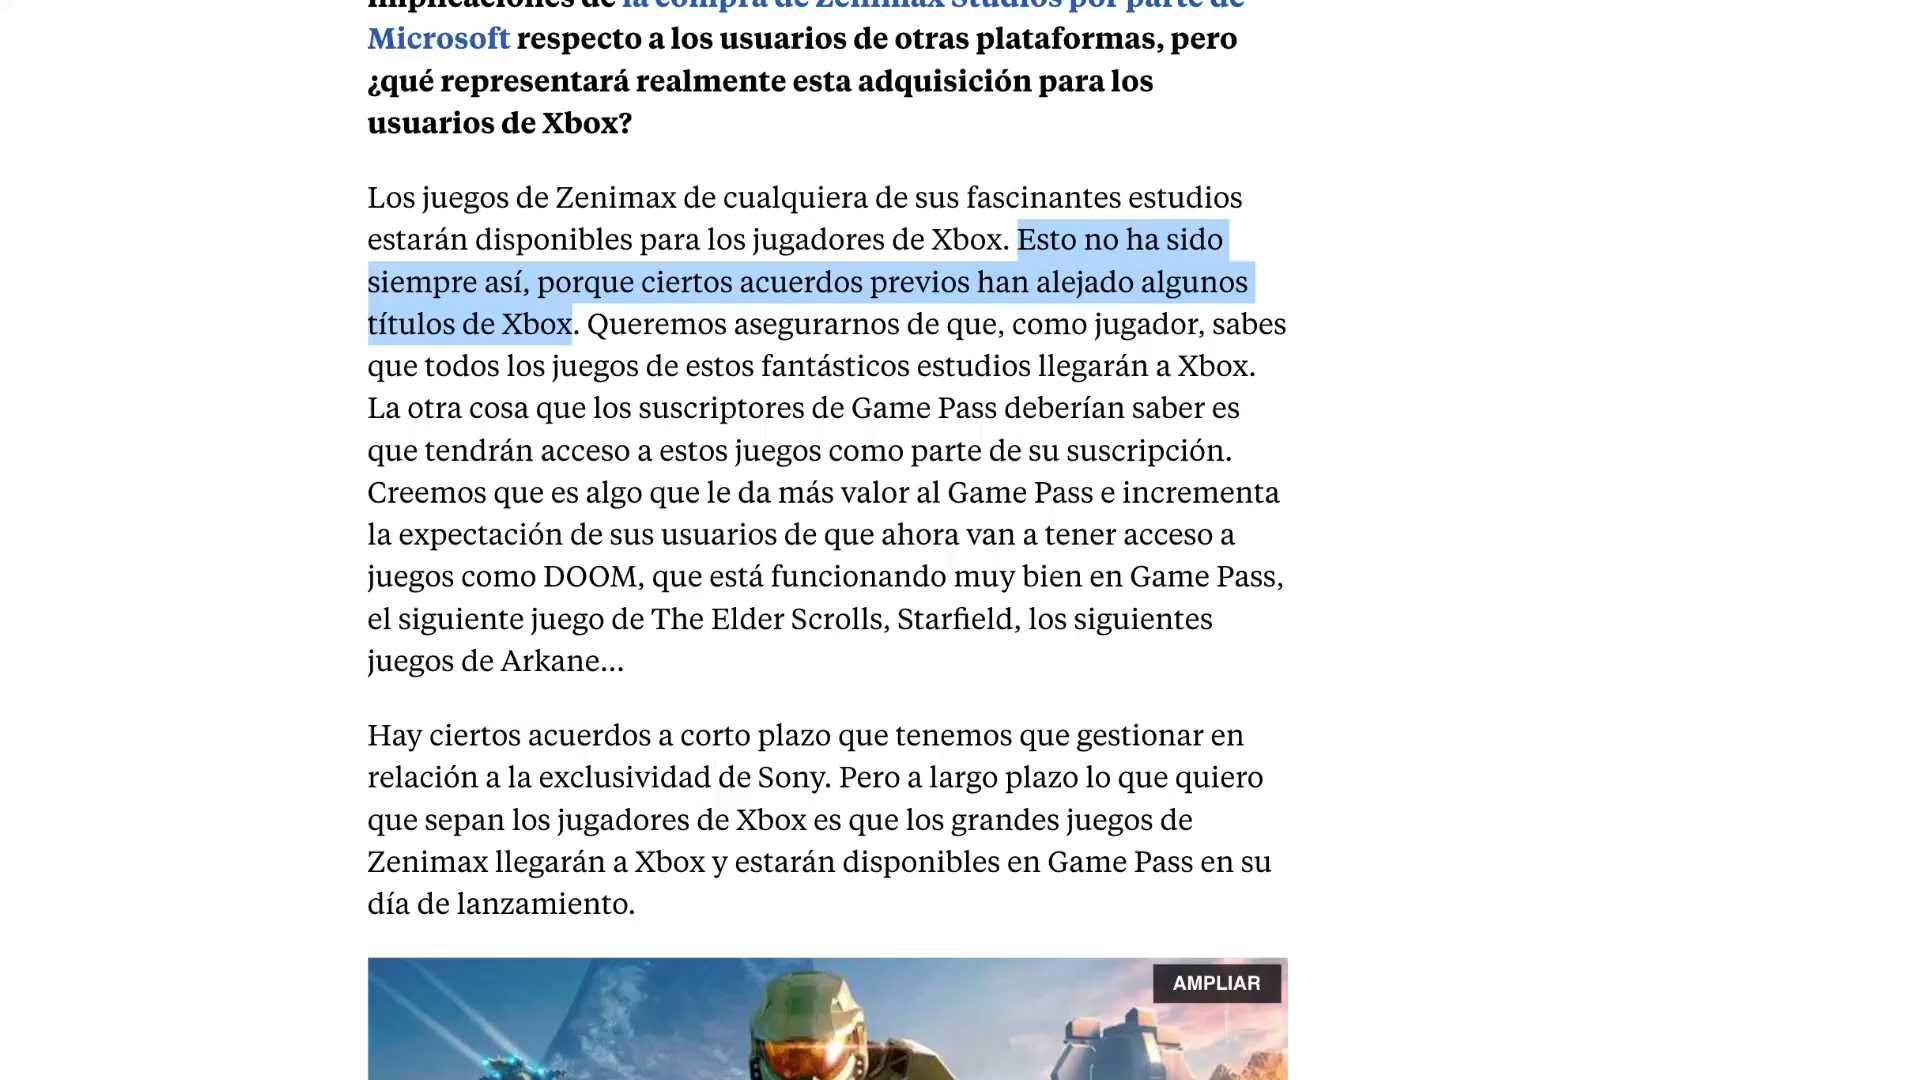 implicaciones de la compra de Zenimax Studios por parte de
Microsoft respecto a los usuarios de otras plataformas, pero
¿qué representará realmente esta adquisición para los
usuarios de Xbox?
Los juegos de Zenimax de cualquiera de sus fascinantes estudios
estarán disponibles para los jugadores de Xbox. Esto no ha sido
siempre así, porque ciertos acuerdos previos han alejado algunos
títulos de Xbox. Queremos asegurarnos de que, como jugador, sabes
que todos los juegos de estos fantásticos estudios llegarán a Xbox.
La otra cosa que los suscriptores de Game Pass deberían saber es
que tendrán acceso a estos juegos como parte de su suscripción.
Creemos que es algo que le da más valor al Game Pass e incrementa
la expectación de sus usuarios de que ahora van a tener acceso a
juegos como DOOM, que está funcionando muy bien en Game Pass,
el siguiente juego de The Elder Scrolls, Starfield, los siguientes
juegos de Arkane...
Hay ciertos acuerdos a corto plazo que tenemos que gestionar en
relación a la exclusividad de Sony. Pero a largo plazo lo que quiero
que sepan los jugadores de Xbox es que los grandes juegos de
Zenimax llegarán a Xbox y estarán disponibles en Game Pass en su
día de lanzamiento.
AMPLIAR